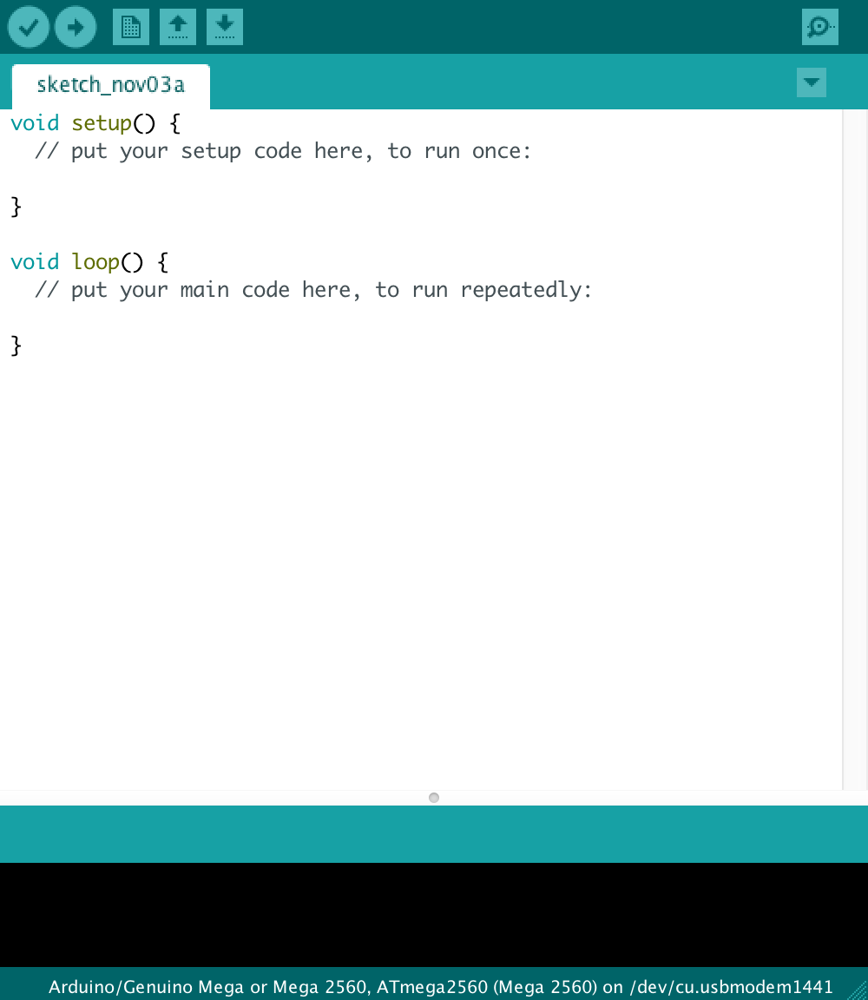 sketch_nov03a
void setup() {
  // put your setup code here, to run once:
}
void loop() {
  // put your main code here, to run repeatedly:
}
Arduino/Genuino Mega or Mega 2560, ATmega2560 (Mega 2560) on /dev/cu.usbmodem1441